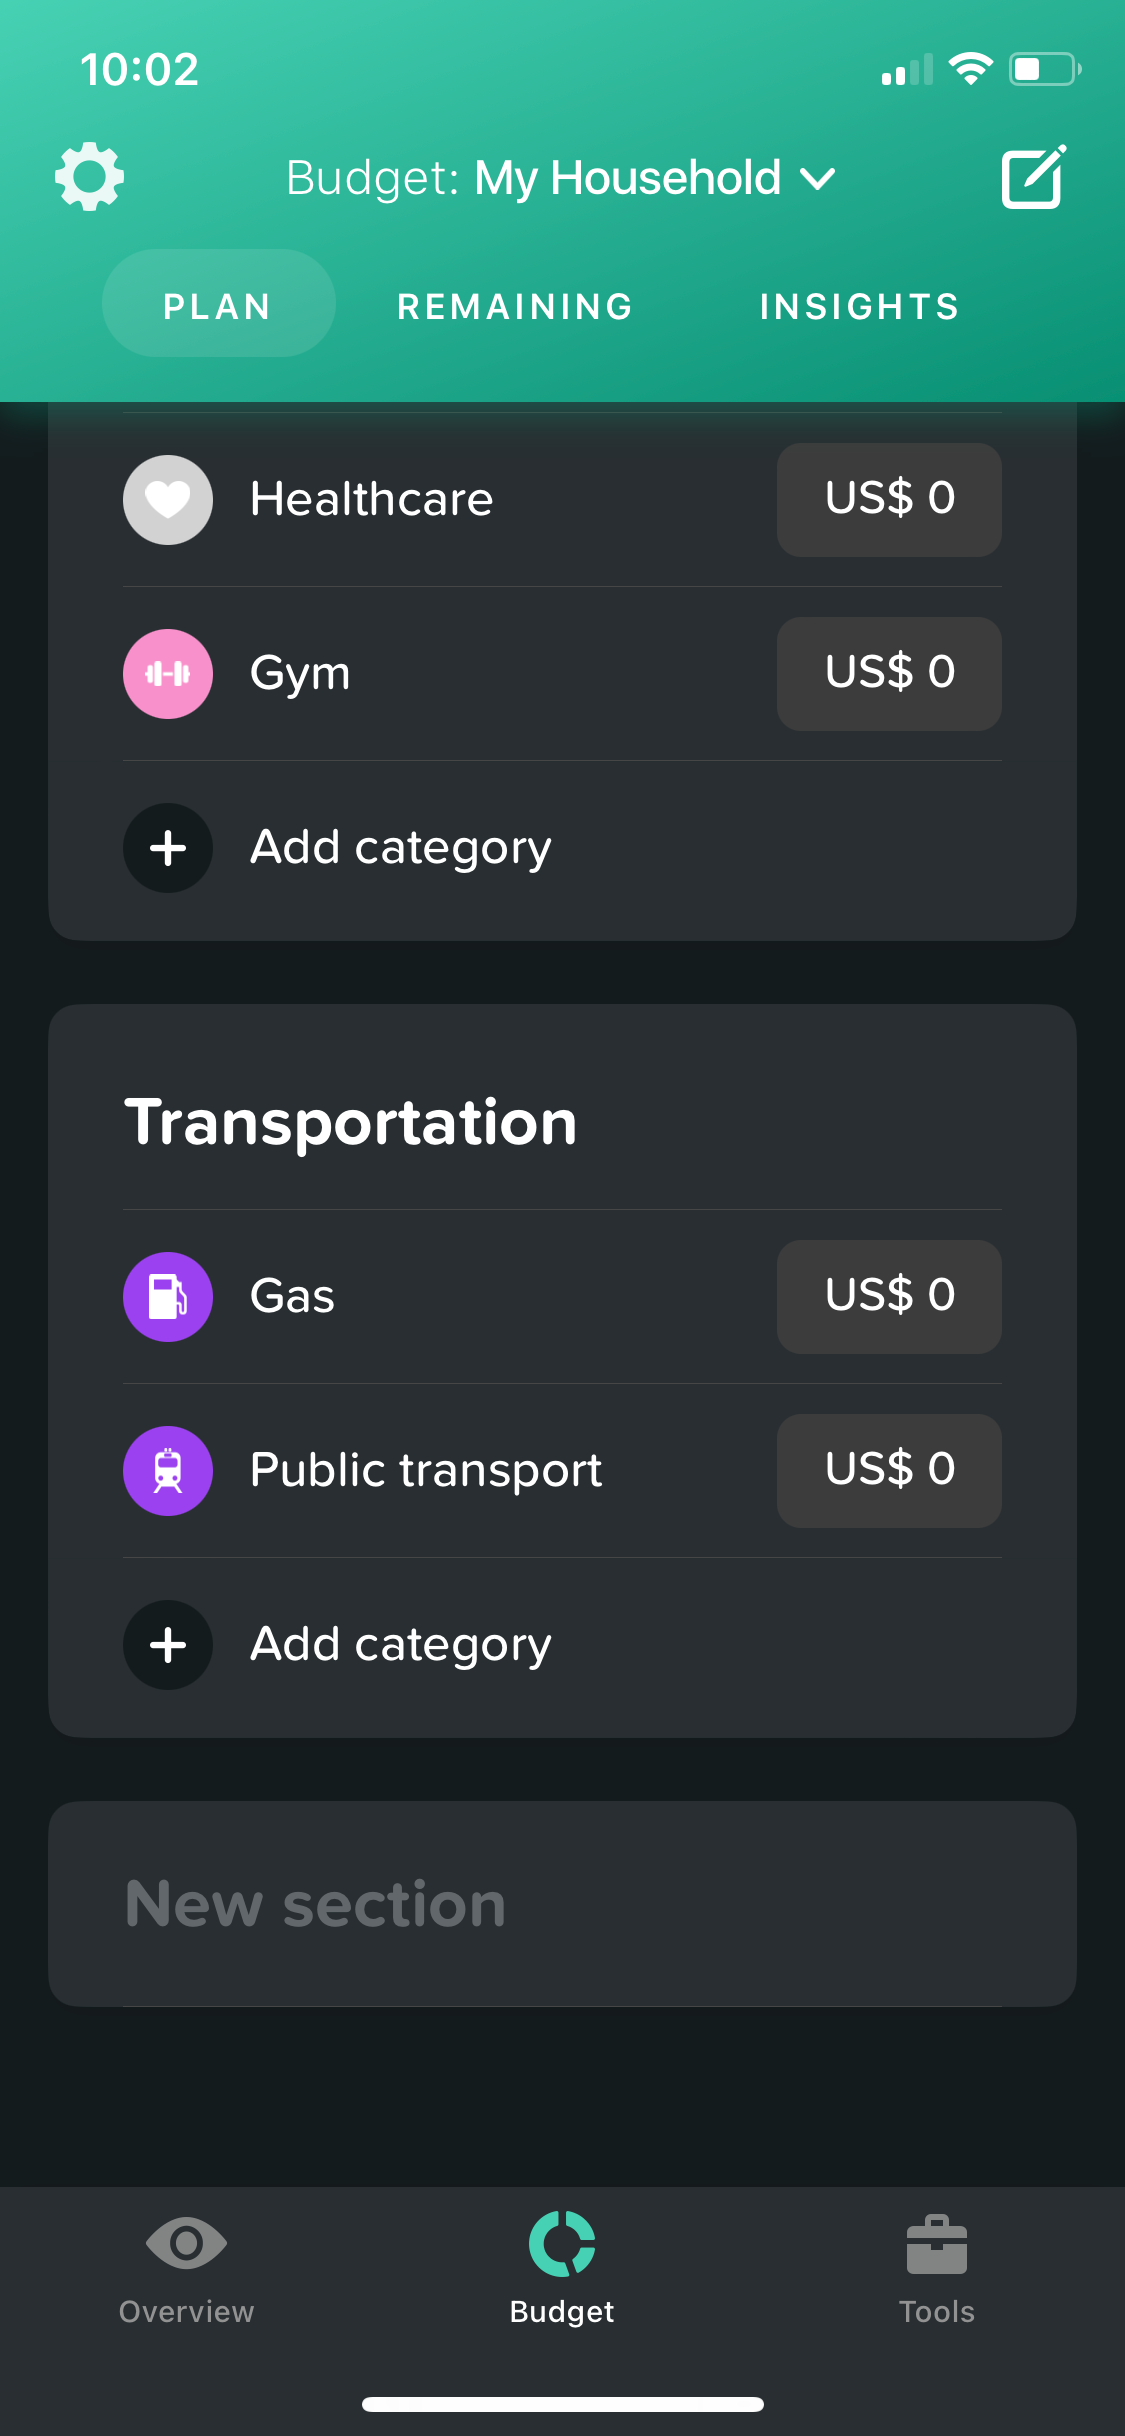 10:02
Budget: My Household
PLAN REMAINING INSIGHTS
Healthcare US$ 0
Gym US$ 0
Add category
Transportation
Gas US$ 0
Public transport US$ 0
Add category
New section
Overview Budget Tools